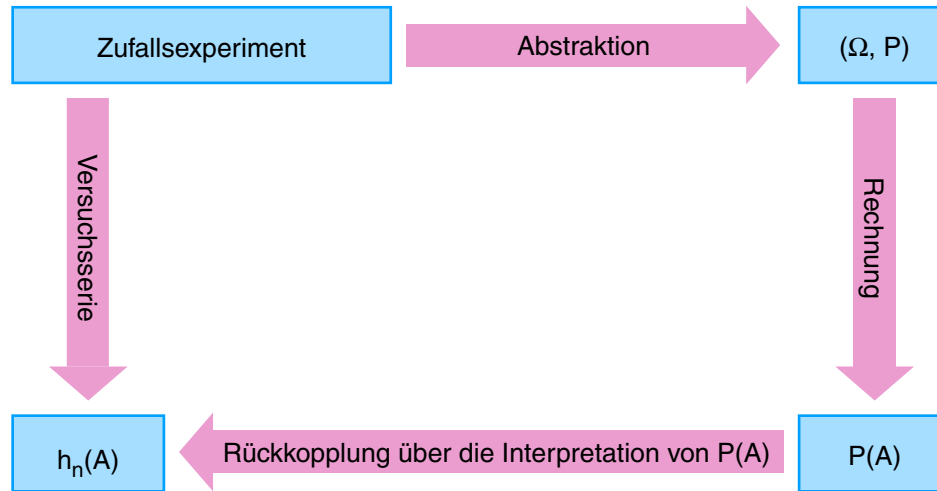 Zufallsexperiment
Abstraktion
(Ω, P)
Versuchsserie
Rechnung
hn(A)
Rückkopplung über die Interpretation von P(A)
P(A)